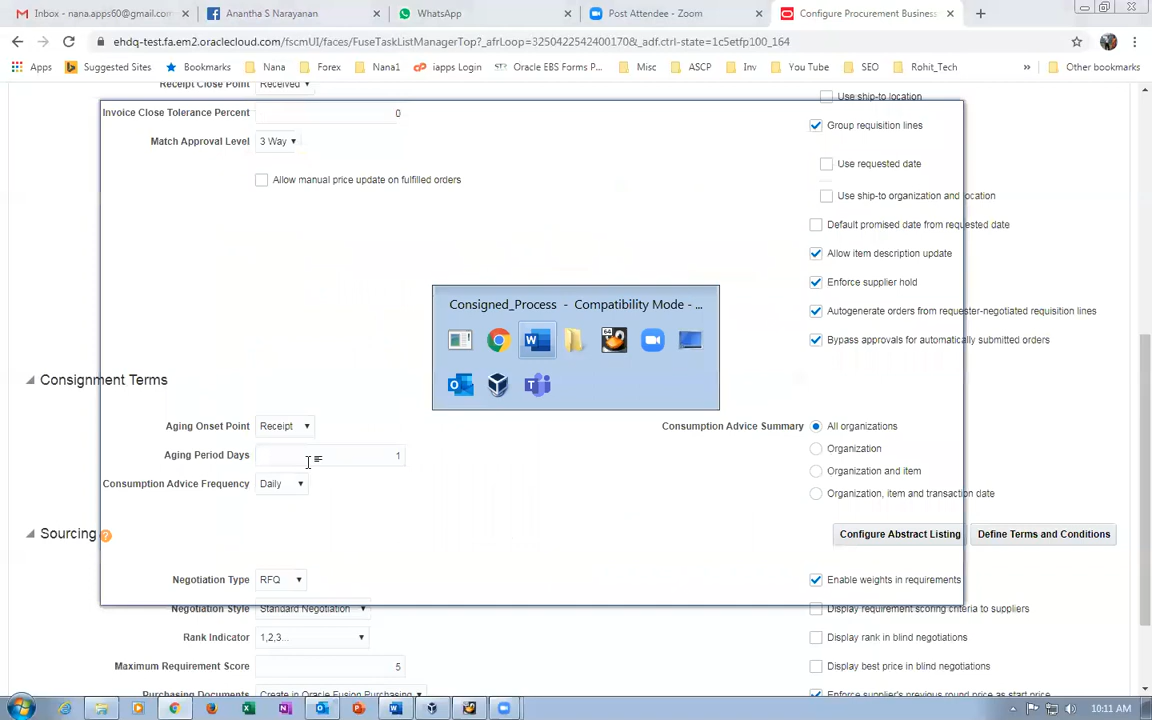 Inbox - nana.apps60@gmail.com
Anantha S Narayanan
WhatsApp
Post Attendee - Zoom
Configure Procurement Business
ehdq-test.fa.em2.oraclecloud.com/fscmUI/faces/FuseTaskListManagerTop?_afrLoop=3250422542400170&_adf.ctrl-state=1c5etfp100_164
Apps Suggested Sites Bookmarks Nana Forex Nana1 iapps Login Oracle EBS Forms P... Misc ASCP Inv You Tube SEO Rohit_Tech » Other bookmarks
Receipt Close Point Received
Use ship-to location
Invoice Close Tolerance Percent 0
Group requisition lines
Match Approval Level 3 Way
Use requested date
Allow manual price update on fulfilled orders
Use ship-to organization and location
Default promised date from requested date
Allow item description update
Enforce supplier hold
Consigned_Process - Compatibility Mode - ...
Autogenerate orders from requester-negotiated requisition lines
Bypass approvals for automatically submitted orders
Consignment Terms
Aging Onset Point Receipt
Consumption Advice Summary All organizations
Organization
Aging Period Days 1
Organization and item
Consumption Advice Frequency Daily
Organization, item and transaction date
Sourcing
Configure Abstract Listing Define Terms and Conditions
Negotiation Type RFQ
Enable weights in requirements
Negotiation Style Standard Negotiation
Display requirement scoring criteria to suppliers
Rank Indicator 1,2,3...
Display rank in blind negotiations
Maximum Requirement Score 5
Display best price in blind negotiations
Purchasing Documents Create in Oracle Fusion Purchasing
Enforce supplier's previous round price as start price
10:11 AM